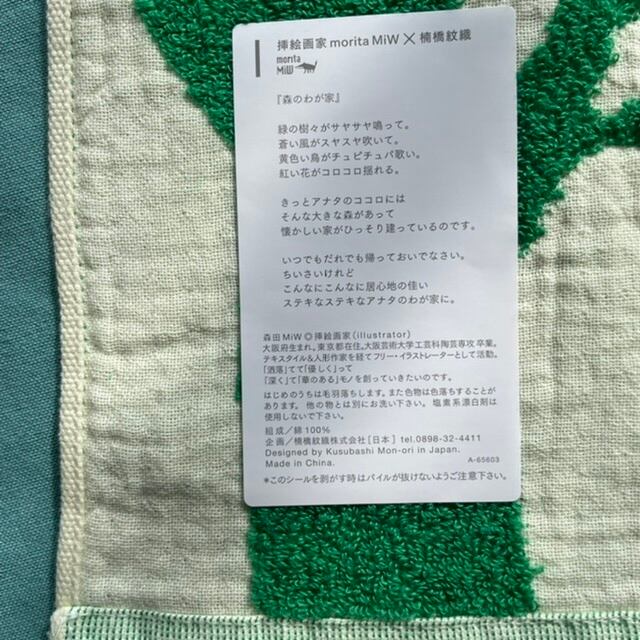 挿絵画家 morita MiW × 楠橋紋織
morita
MiW
『森のわが家』
緑の樹々がサヤサヤ鳴って。
蒼い風がスヤスヤ吹いて。
黄色い鳥がチュピチュパ歌い。
紅い花がコロコロ揺れる。
きっとアナタのココロには
そんな大きな森があって
懐かしい家がひっそり建っているのです。
いつでもだれでも帰っておいでなさい。
ちいさいけれど
こんなにこんなに居心地の佳い
ステキなステキなアナタのわが家に。
森田MiW◎挿絵画家(illustrator)
大阪府生まれ。東京都在住。大阪芸術大学工芸科陶芸専攻 卒業。
テキスタイル&人形作家を経てフリー・イラストレーターとして活動。
「洒落」てて「優しく」って
「深く」て「華のある」モノを創っていきたいのです。
はじめのうちは毛羽落ちします。また色物は色落ちすることが
あります。 他の物とは別にお洗い下さい。 塩素系漂白剤は
使用しないで下さい。
組成/綿100%
企画/楠橋紋織株式会社[日本] tel.0898-32-4411
Designed by Kusubashi Mon-ori in Japan.
Made in China. A-65603
*このシールを剥がす時はパイルが抜けないようご注意下さい。